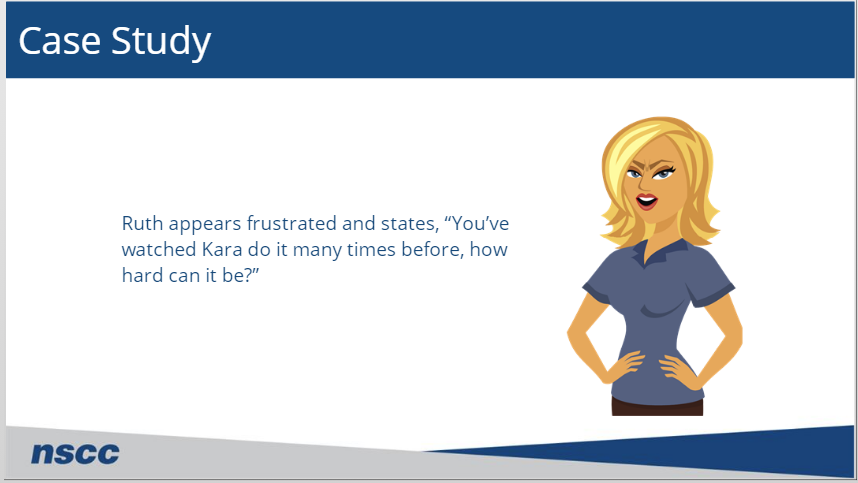 Case Study
Ruth appears frustrated and states, “You’ve
watched Kara do it many times before, how
hard can it be?”
nscc